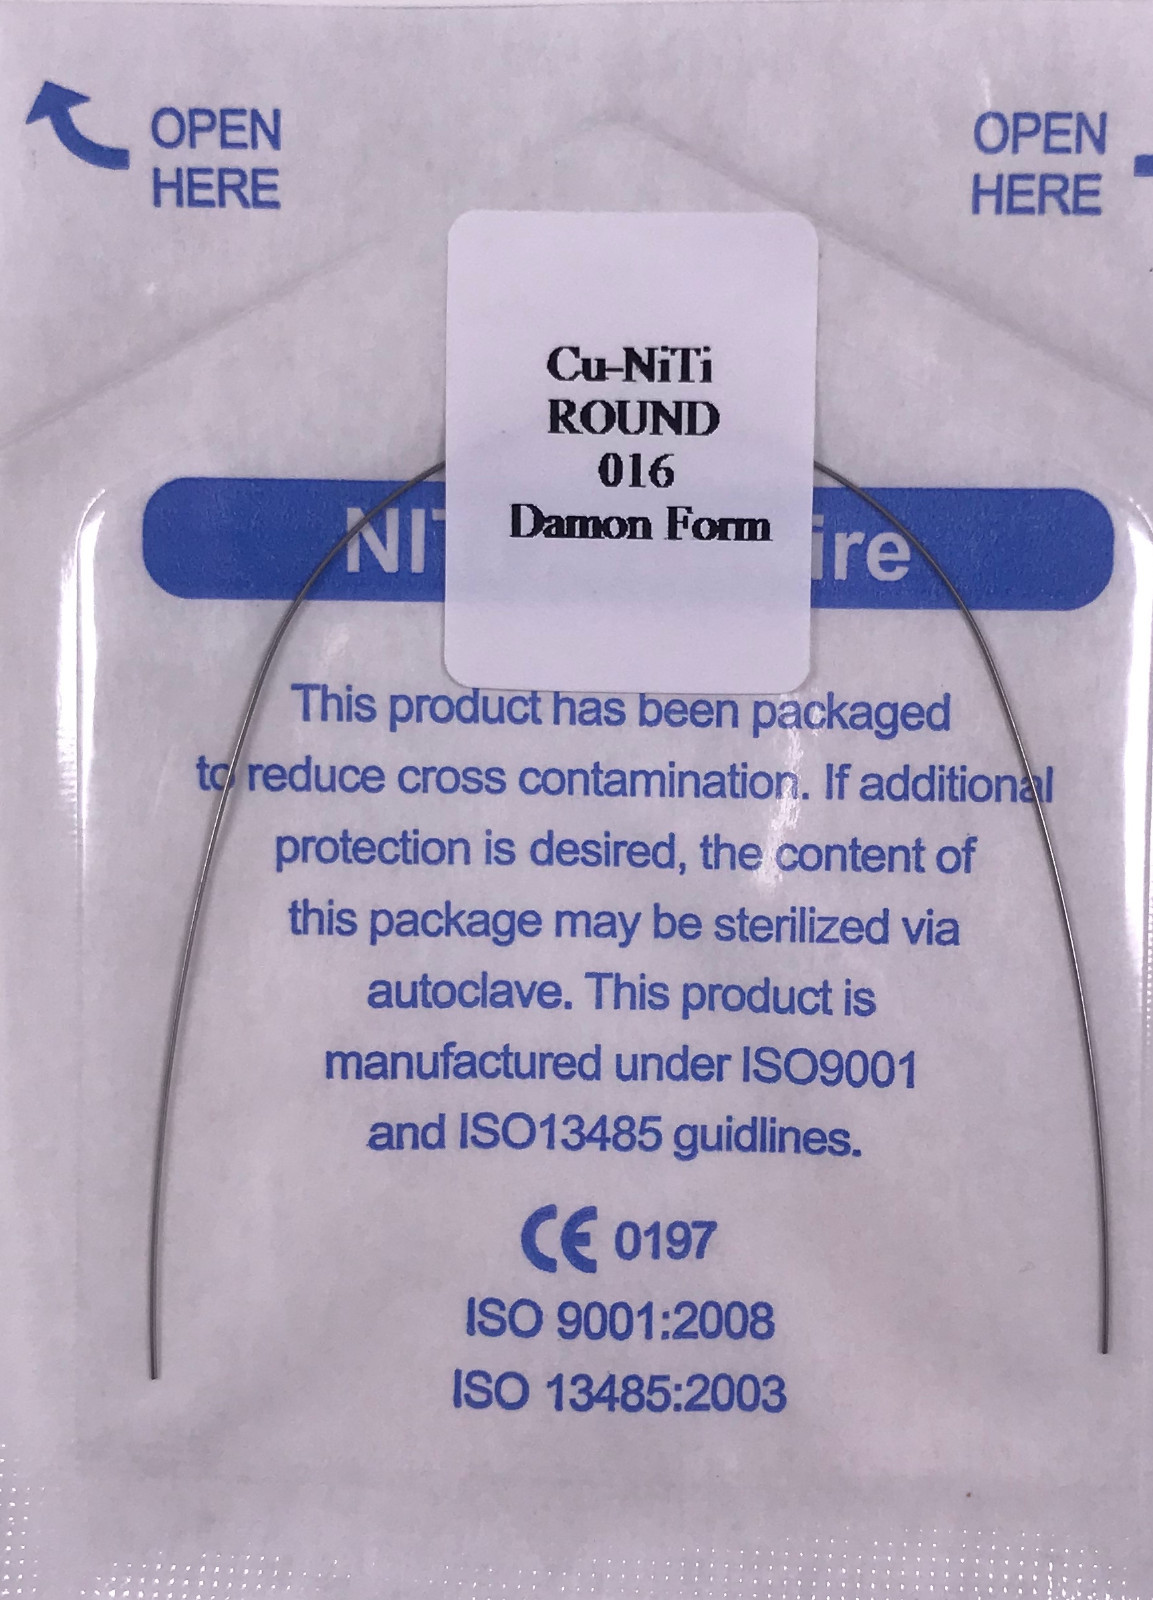 OPEN
HERE
OPEN
HERE
Cu-NiTi
ROUND
016
Damon Form
This product has been packaged
to reduce cross contamination. If additional
protection is desired, the content of
this package may be sterilized via
autoclave. This product is
manufactured under ISO9001
and ISO13485 guidlines.
CE 0197
ISO 9001:2008
ISO 13485:2003